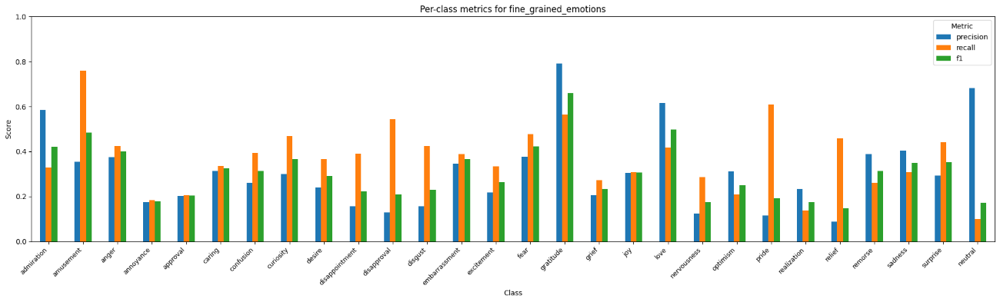 Per-class metrics for fine_grained_emotions
Metric
precision
recall
f1
Score
1.0
0.8
0.6
0.4
0.2
0.0
admiration
amusement
anger
annoyance
approval
caring
confusion
curiosity
desire
disappointment
disapproval
disgust
embarrassment
excitement
fear
gratitude
grief
joy
love
nervousness
optimism
pride
realization
relief
remorse
sadness
surprise
neutral
Class